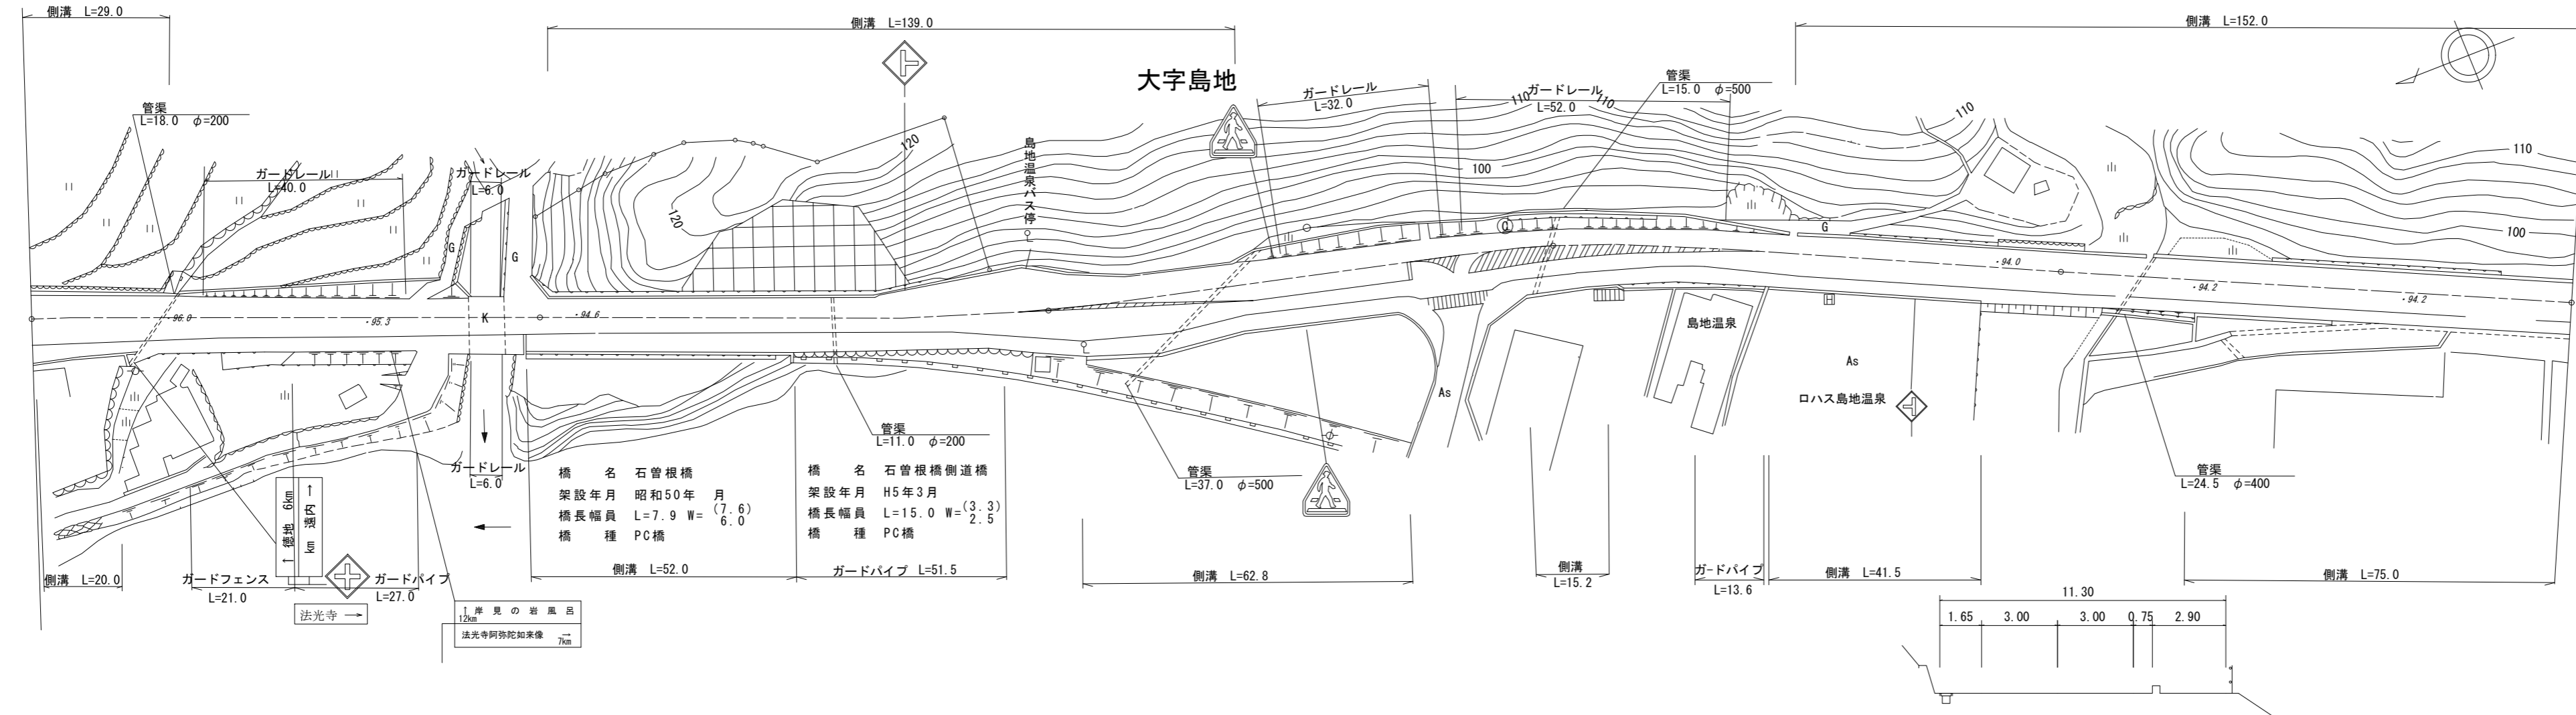 側溝 L=29.0
側溝 L=139.0
側溝 L=152.0
大字島地
管渠
L=18.0 φ=200
ガードレール
L=40.0
ガードレール
L=6.0
ガードレール
L=32.0
ガードレール
L=52.0
管渠
L=15.0 φ=500
110
110
110
110
120
120
100
100
島地温泉バス停
G
G
G
G
K
96.0
95.3
94.6
94.0
94.2
94.2
島地温泉
H
As
As
ロハス島地温泉
管渠
L=11.0 φ=200
管渠
L=37.0 φ=500
管渠
L=24.5 φ=400
ガードレール
L=6.0
橋名 石曽根橋
架設年月 昭和50年 月
橋長幅員 L=7.9 W=(7.6)
6.0
橋種 PC橋
橋名 石曽根橋側道橋
架設年月 H5年3月
橋長幅員 L=15.0 W=(3.3)
2.5
橋種 PC橋
↑ 徳地 6km
km 遠内 →
側溝 L=20.0
ガードフェンス
L=21.0
ガードパイプ
L=27.0
法光寺 →
↑岸見の岩風呂
12km
法光寺阿弥陀如来像 →
7km
側溝 L=52.0
ガードパイプ L=51.5
側溝 L=62.8
側溝
L=15.2
ガードパイプ
L=13.6
側溝 L=41.5
側溝 L=75.0
11.30
1.65 3.00 3.00 0.75 2.90